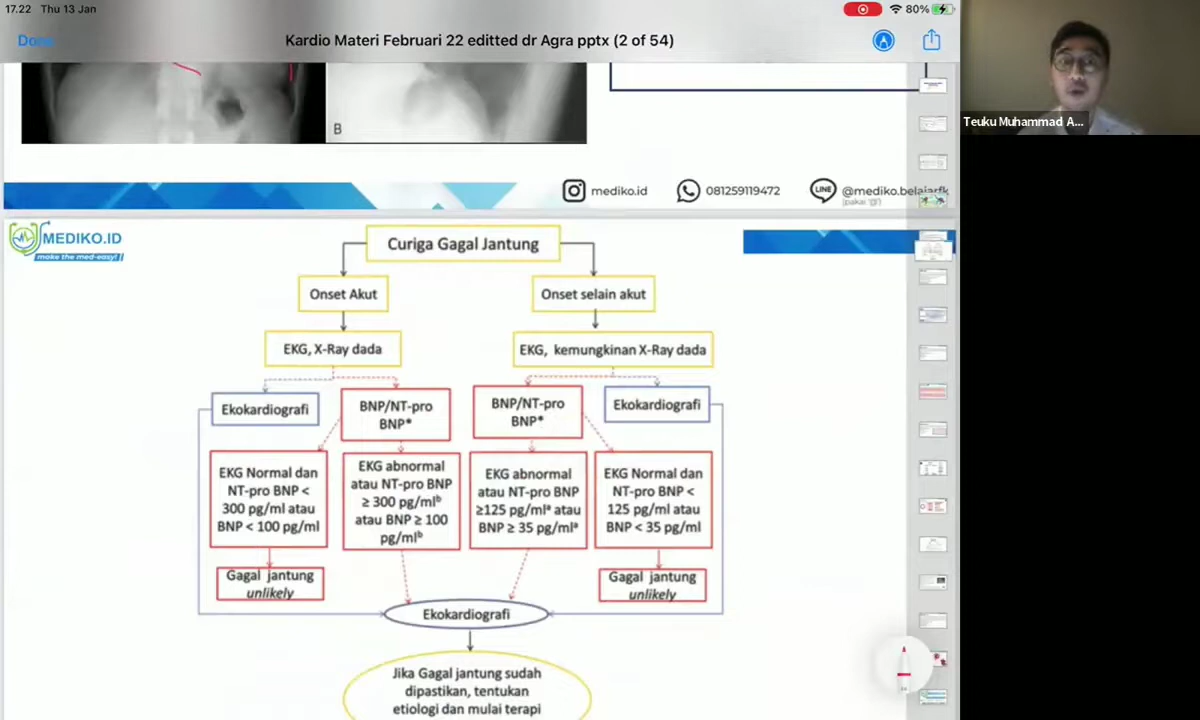 17.22 Thu 13 Jan
80%
Done
Kardio Materi Februari 22 editted dr Agra pptx (2 of 54)
Teuku Muhammad A...
B
mediko.id
081259119472
LINE
@mediko.belajarfk
(pakai '@')
MEDIKO.ID
make the med-easy!
Curiga Gagal Jantung
Onset Akut
Onset selain akut
EKG, X-Ray dada
EKG, kemungkinan X-Ray dada
Ekokardiografi
BNP/NT-pro
BNP*
BNP/NT-pro
BNP*
Ekokardiografi
EKG Normal dan
NT-pro BNP <
300 pg/ml atau
BNP < 100 pg/ml
EKG abnormal
atau NT-pro BNP
≥ 300 pg/mlᵇ
atau BNP ≥ 100
pg/mlᵇ
EKG abnormal
atau NT-pro BNP
≥125 pg/mlᵃ atau
BNP ≥ 35 pg/mlᵃ
EKG Normal dan
NT-pro BNP <
125 pg/ml atau
BNP < 35 pg/ml
Gagal jantung
unlikely
Gagal jantung
unlikely
Ekokardiografi
Jika Gagal jantung sudah
dipastikan, tentukan
etiologi dan mulai terapi